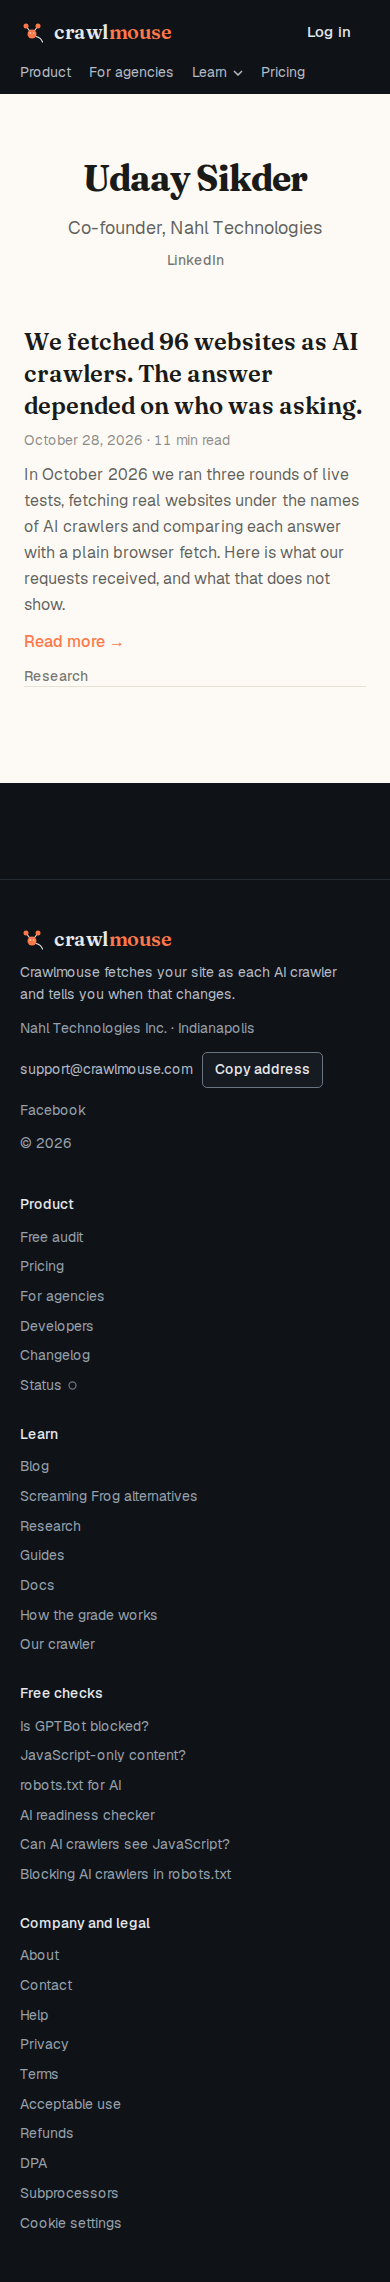 crawlmouse
Log in
Product For agencies Learn Pricing
Udaay Sikder
Co-founder, Nahl Technologies
LinkedIn
We fetched 96 websites as AI
crawlers. The answer
depended on who was asking.
October 28, 2026 · 11 min read
In October 2026 we ran three rounds of live
tests, fetching real websites under the names
of AI crawlers and comparing each answer
with a plain browser fetch. Here is what our
requests received, and what that does not
show.
Read more →
Research
crawlmouse
Crawlmouse fetches your site as each AI crawler
and tells you when that changes.
Nahl Technologies Inc. · Indianapolis
support@crawlmouse.com Copy address
Facebook
© 2026
Product
Free audit
Pricing
For agencies
Developers
Changelog
Status
Learn
Blog
Screaming Frog alternatives
Research
Guides
Docs
How the grade works
Our crawler
Free checks
Is GPTBot blocked?
JavaScript-only content?
robots.txt for AI
AI readiness checker
Can AI crawlers see JavaScript?
Blocking AI crawlers in robots.txt
Company and legal
About
Contact
Help
Privacy
Terms
Acceptable use
Refunds
DPA
Subprocessors
Cookie settings